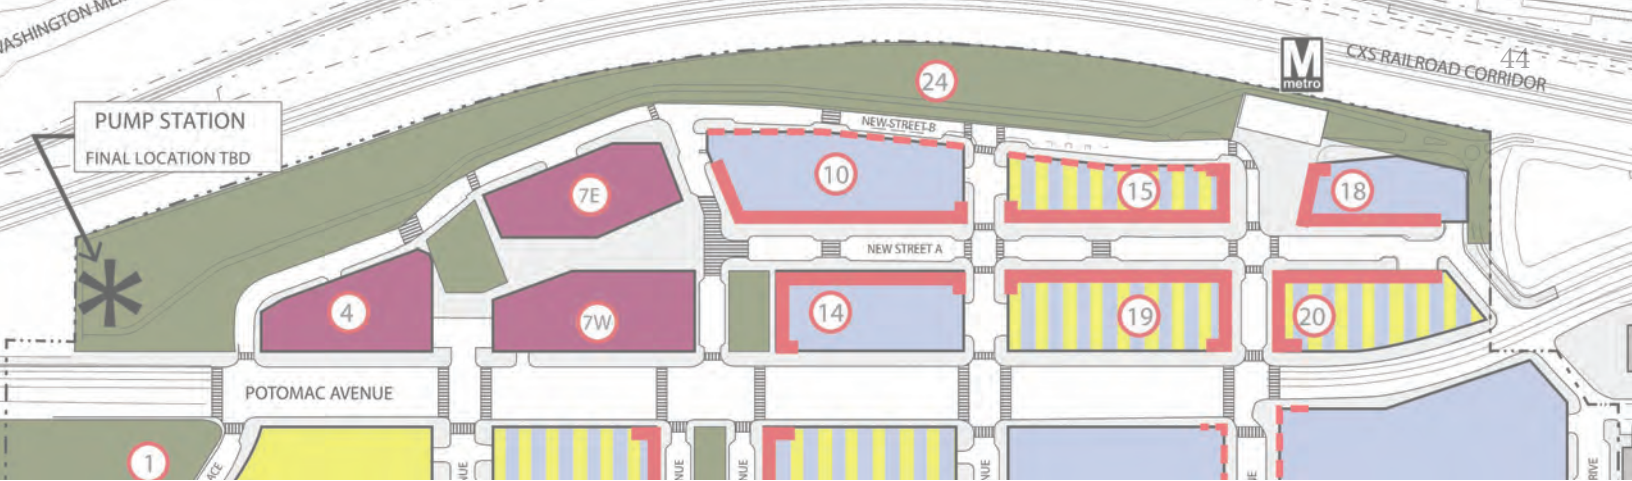 WASHINGTON
44
24
M
metro
CXS RAILROAD CORRIDOR
PUMP STATION
FINAL LOCATION TBD
NEW STREET B
7E
10
15
18
NEW STREET A
4
7W
14
19
20
POTOMAC AVENUE
1